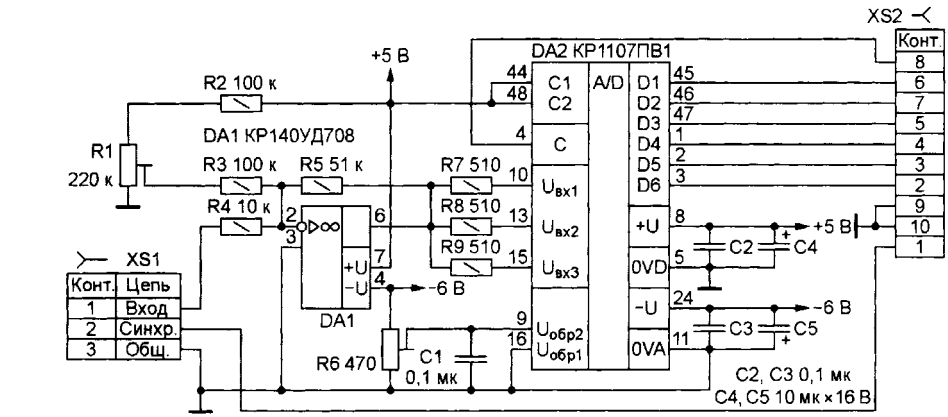 XS2
Конт.
8
6
7
5
4
3
2
9
10
1
+5 В
R2 100 к
DA1 КР140УД708
R1
220 к
R3 100 к
R5 51 к
R4 10 к
2
3
▷∞
6
7
+U
4
-U
DA1
-6 В
R6 470
C1
0,1 мк
R7 510
R8 510
R9 510
DA2 КР1107ПВ1
44
48
4
10
13
15
9
16
C1
C2
C
Uвх1
Uвх2
Uвх3
Uобр2
Uобр1
A/D
D1
D2
D3
D4
D5
D6
+U
0VD
-U
0VA
45
46
47
1
2
3
8
5
24
11
+5 В
C2
C4
+
-6 В
C3
C5
+
C2, C3 0,1 мк
C4, C5 10 мк × 16 В
XS1
Конт. Цепь
1 Вход
2 Синхр.
3 Общ.